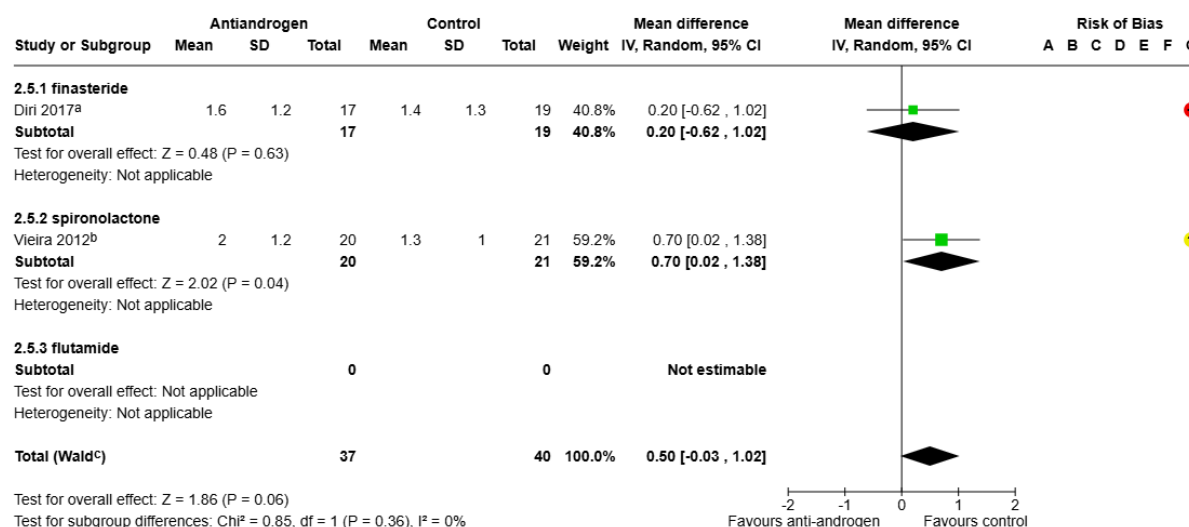 Antiandrogen Control Mean difference Mean difference Risk of Bias
Study or Subgroup Mean SD Total Mean SD Total Weight IV, Random, 95% CI IV, Random, 95% CI A B C D E F
2.5.1 finasteride
Diri 2017ᵃ 1.6 1.2 17 1.4 1.3 19 40.8% 0.20 [-0.62 , 1.02]
Subtotal 17 19 40.8% 0.20 [-0.62 , 1.02]
Test for overall effect: Z = 0.48 (P = 0.63)
Heterogeneity: Not applicable
2.5.2 spironolactone
Vieira 2012ᵇ 2 1.2 20 1.3 1 21 59.2% 0.70 [0.02 , 1.38]
Subtotal 20 21 59.2% 0.70 [0.02 , 1.38]
Test for overall effect: Z = 2.02 (P = 0.04)
Heterogeneity: Not applicable
2.5.3 flutamide
Subtotal 0 0 Not estimable
Test for overall effect: Not applicable
Heterogeneity: Not applicable
Total (Waldᶜ) 37 40 100.0% 0.50 [-0.03 , 1.02]
Test for overall effect: Z = 1.86 (P = 0.06)
-2 -1 0 1 2
Test for subgroup differences: Chi² = 0.85, df = 1 (P = 0.36), I² = 0%
Favours anti-androgen Favours control